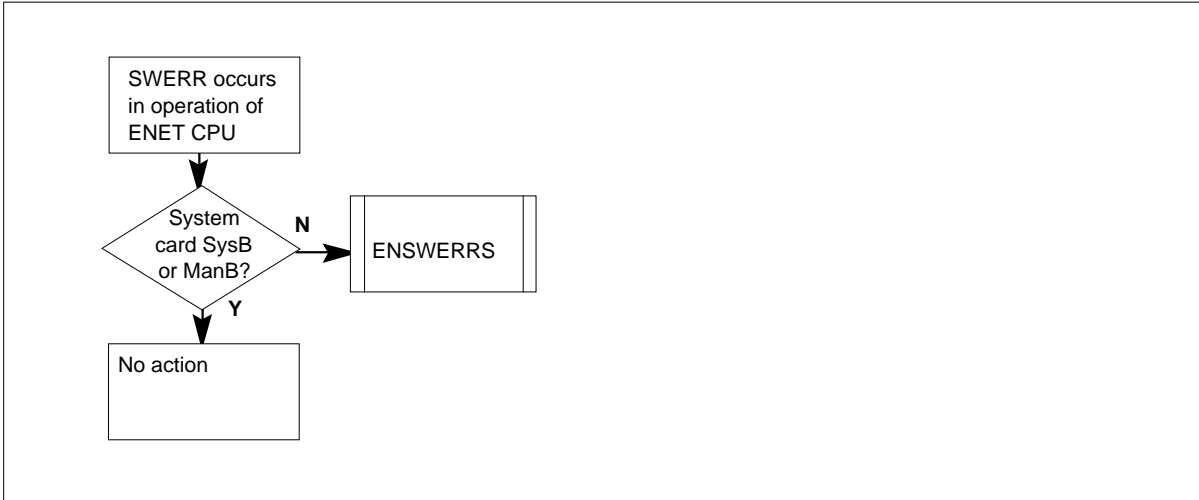 SWERR occurs
in operation of
ENET CPU
System
card SysB
or ManB?
N
ENSWERRS
Y
No action